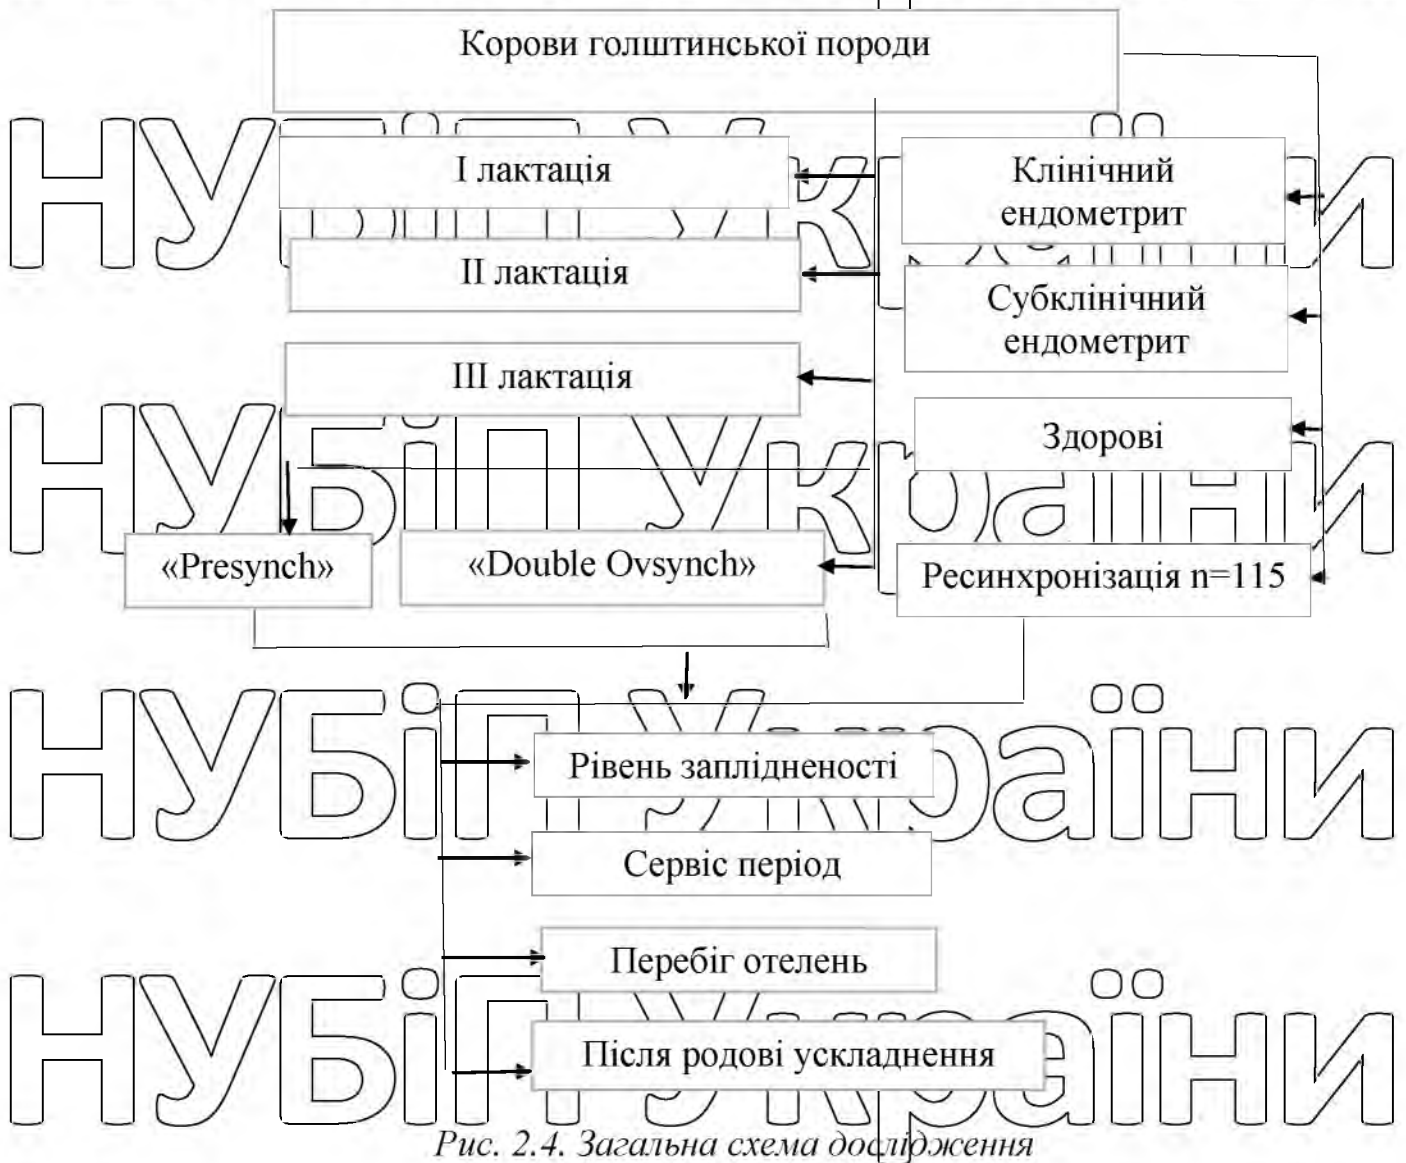 Корови голштинської породи
НУБіП України
І лактація
Клінічний
ендометрит
ІІ лактація
Субклінічний
ендометрит
ІІІ лактація
НУБіП України
Здорові
«Presynch»
«Double Ovsynch»
Ресинхронізація n=115
НУБіП України
Рівень заплідненості
Сервіс період
Перебіг отелень
НУБіП України
Після родові ускладнення
Рис. 2.4. Загальна схема дослідження